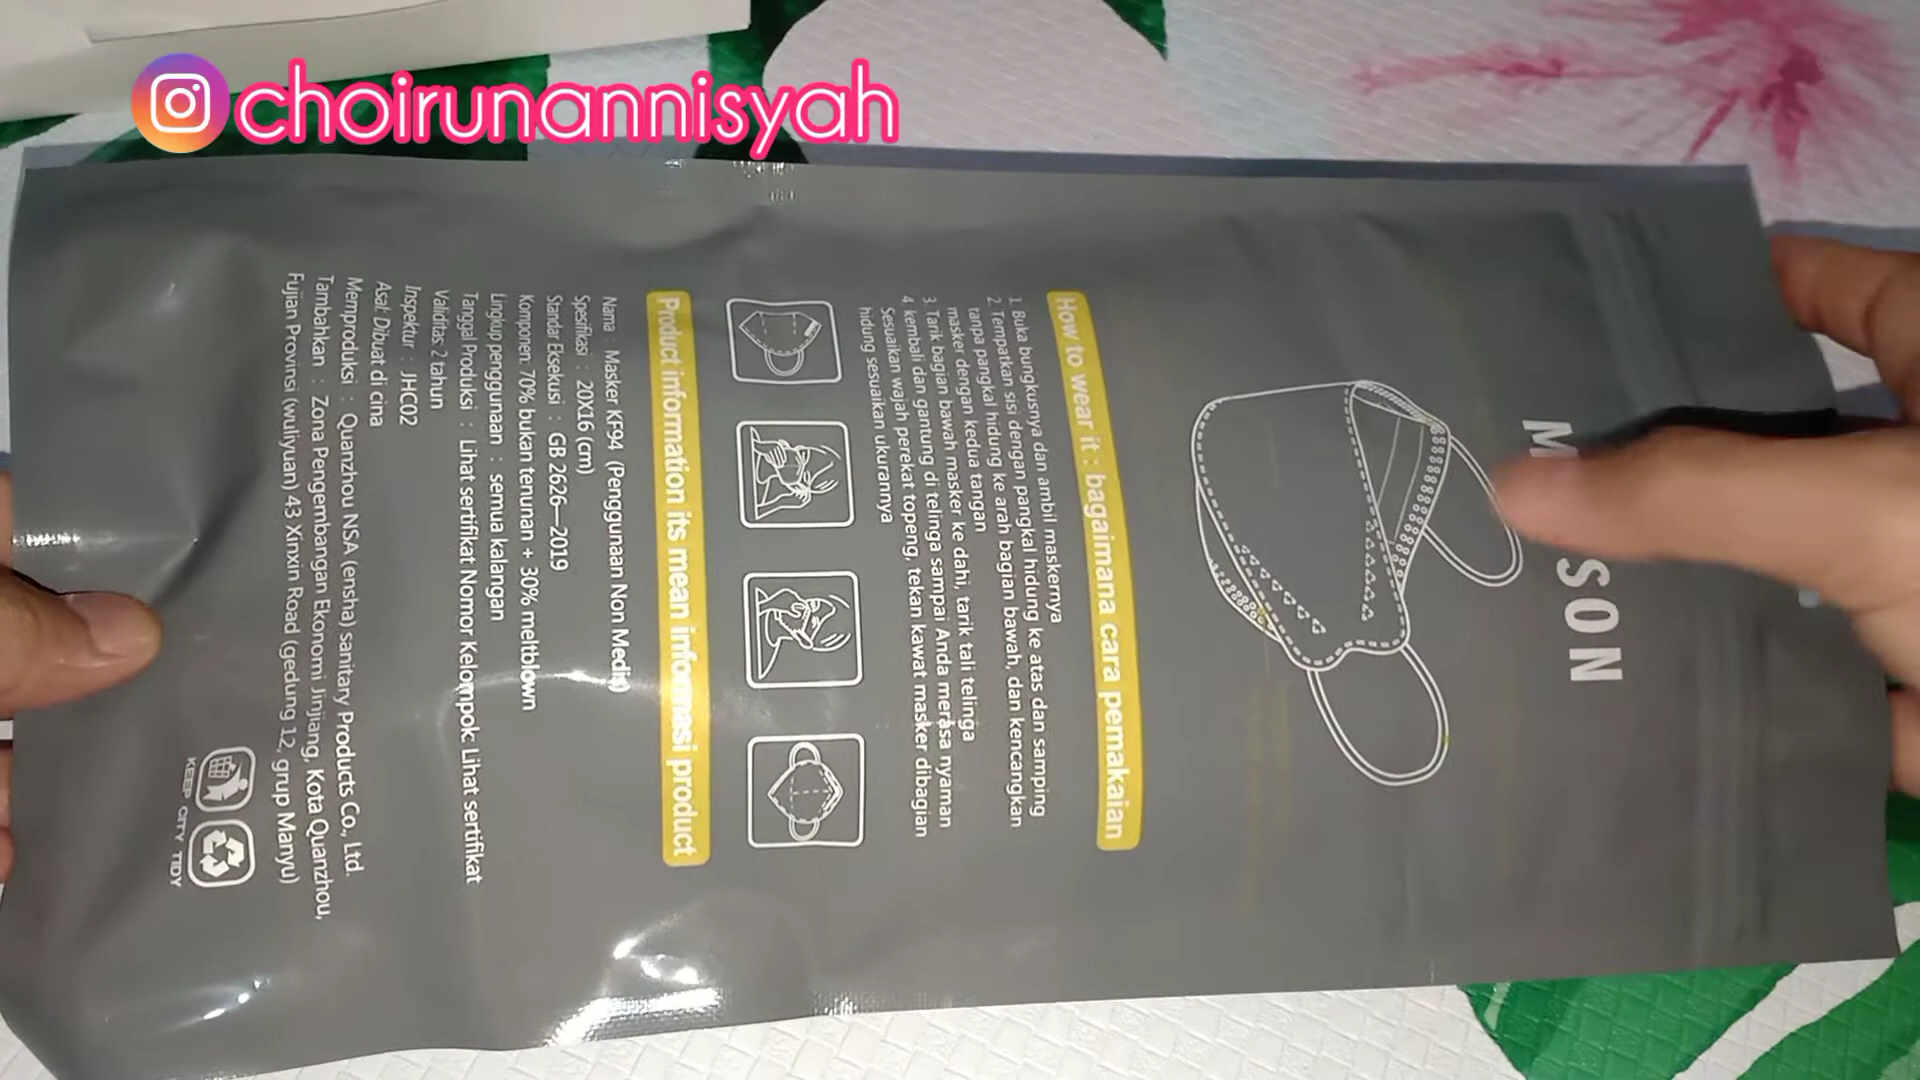 choirunannisyah
SON
How to wear it : bagaimana cara pemakaian
1. Buka bungkusnya dan ambil maskernya
2. Tempatkan sisi dengan pangkal hidung ke atas dan samping
tanpa pangkal hidung ke arah bagian bawah, dan kencangkan
masker dengan kedua tangan
3. Tarik bagian bawah masker ke dahi, tarik tali telinga
4. kembali dan gantung di telinga sampai Anda merasa nyaman
Sesuaikan wajah perekat topeng, tekan kawat masker dibagian
hidung sesuaikan ukurannya
Product information its mean informasi product
Nama : Masker KF94 (Penggunaan Non Medis)
Spesifikasi : 20X16 (cm)
Standar Eksekusi : GB 2626—2019
Komponen: 70% bukan tenunan + 30% meltblown
Lingkup penggunaan : semua kalangan
Tanggal Produksi : Lihat sertifikat Nomor Kelompok: Lihat sertifikat
Validitas: 2 tahun
Inspektur : JHC02
Asal: Dibuat di cina
Memproduksi : Quanzhou NSA (ensha) sanitary Products Co., Ltd.
Tambahkan : Zona Pengembangan Ekonomi Jinjiang, Kota Quanzhou,
Fujian Provinsi (wuliyuan) 43 Xinxin Road (gedung 12, grup Manyu)
KEEP CITY TIDY